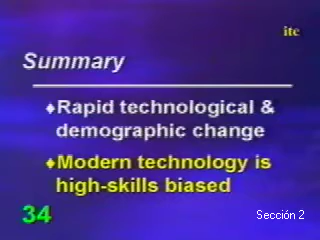 itc
Summary
♦Rapid technological &
demographic change
♦Modern technology is
high-skills biased
34
Sección 2